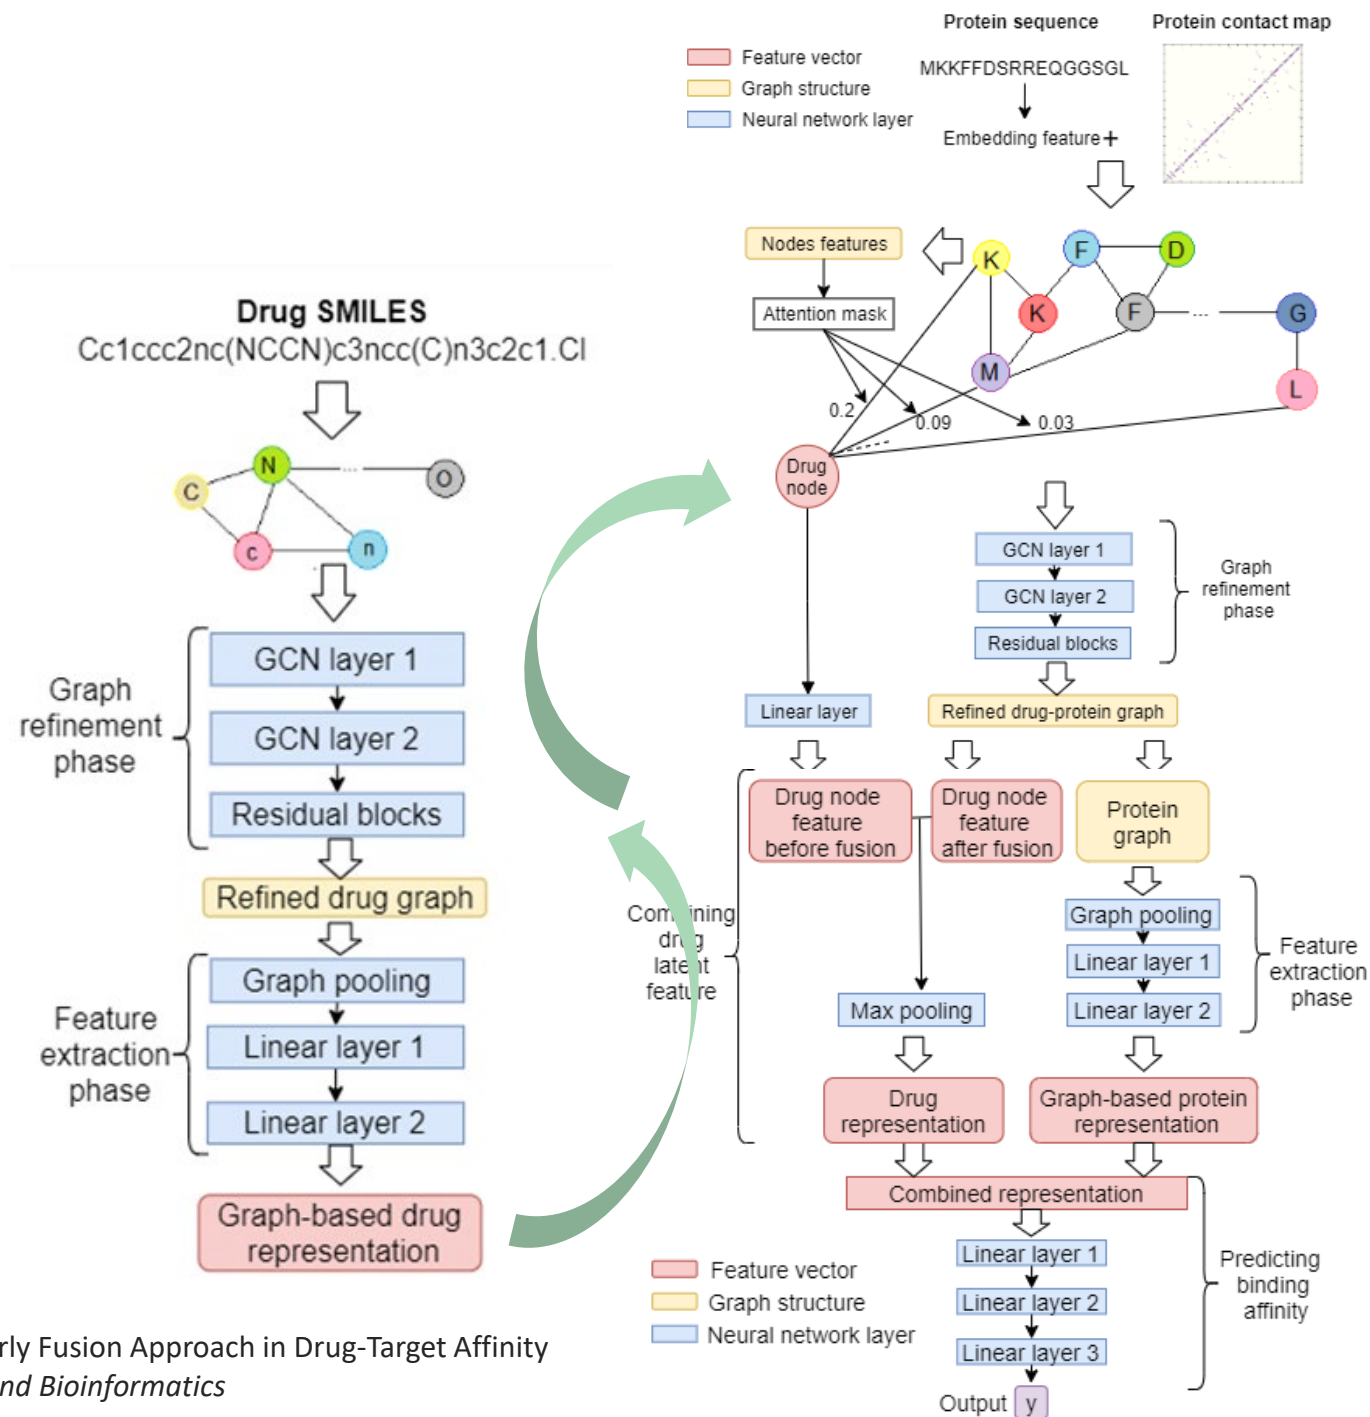 Drug SMILES
Cc1ccc2nc(NCCN)c3ncc(C)n3c2c1.Cl
C
N
...
O
c
n
Graph
refinement
phase
GCN layer 1
GCN layer 2
Residual blocks
Refined drug graph
Feature
extraction
phase
Graph pooling
Linear layer 1
Linear layer 2
Graph-based drug
representation
rly Fusion Approach in Drug-Target Affinity
nd Bioinformatics
Feature vector
Graph structure
Neural network layer
Protein sequence
MKKFFDSRREQGGSGL
Embedding feature+
Protein contact map
Nodes features
Attention mask
K
F
D
K
F
...
G
M
L
0.2
0.09
0.03
Drug
node
GCN layer 1
GCN layer 2
Residual blocks
Graph
refinement
phase
Linear layer
Refined drug-protein graph
Drug node
feature
before fusion
Drug node
feature
after fusion
Protein
graph
Combining
drug
latent
feature
Max pooling
Graph pooling
Linear layer 1
Linear layer 2
Feature
extraction
phase
Drug
representation
Graph-based protein
representation
Combined representation
Linear layer 1
Linear layer 2
Linear layer 3
Predicting
binding
affinity
Output y
Feature vector
Graph structure
Neural network layer